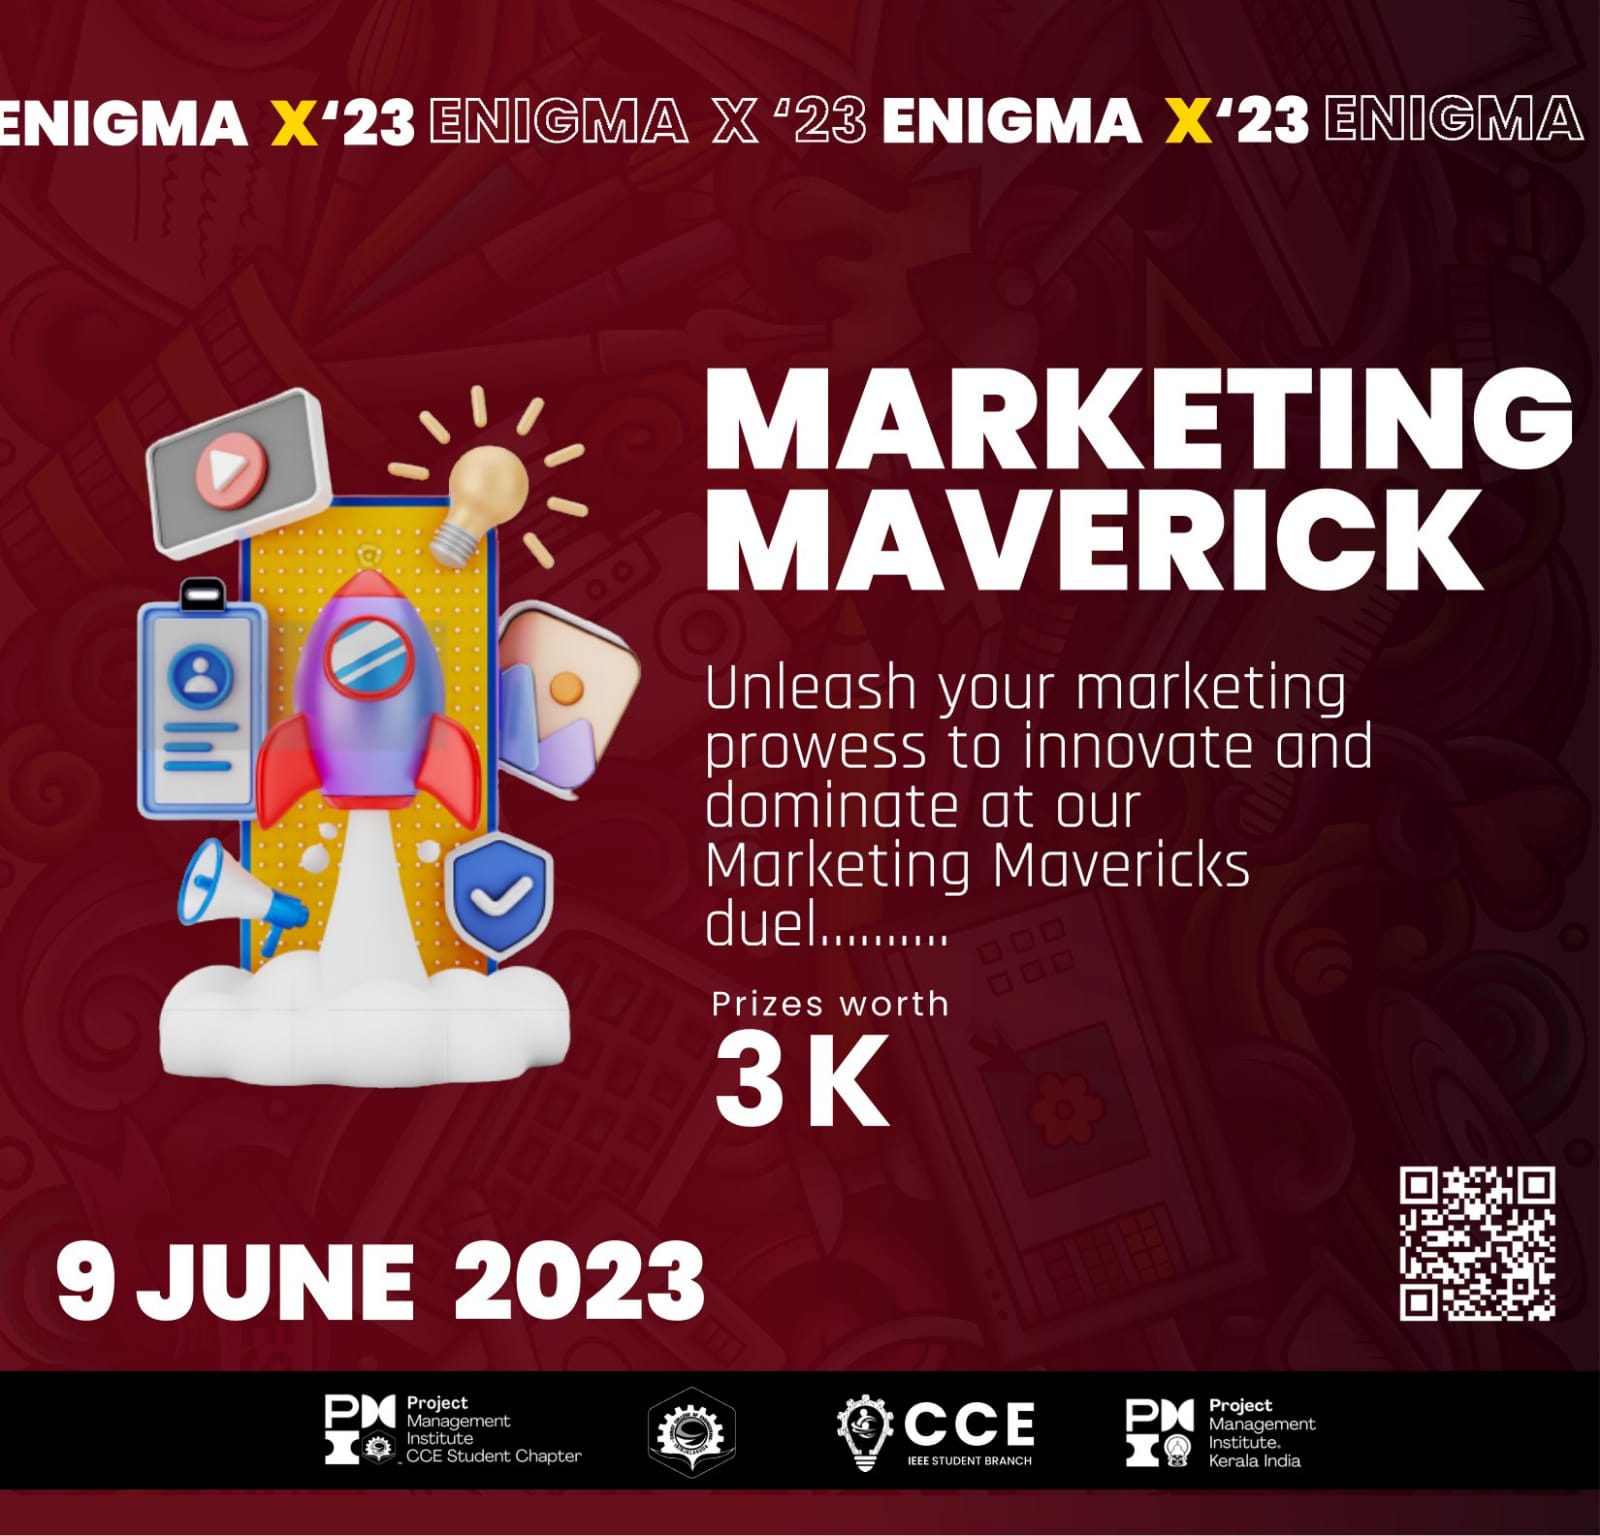 ENIGMA X‘23 ENIGMA X ‘23 ENIGMA X‘23 ENIGMA
MARKETING
MAVERICK
Unleash your marketing
prowess to innovate and
dominate at our
Marketing Mavericks
duel..........
Prizes worth
3K
9 JUNE 2023
Project
Management
Institute
CCE Student Chapter
CCE
IEEE STUDENT BRANCH
Project
Management
Institute.
Kerala India